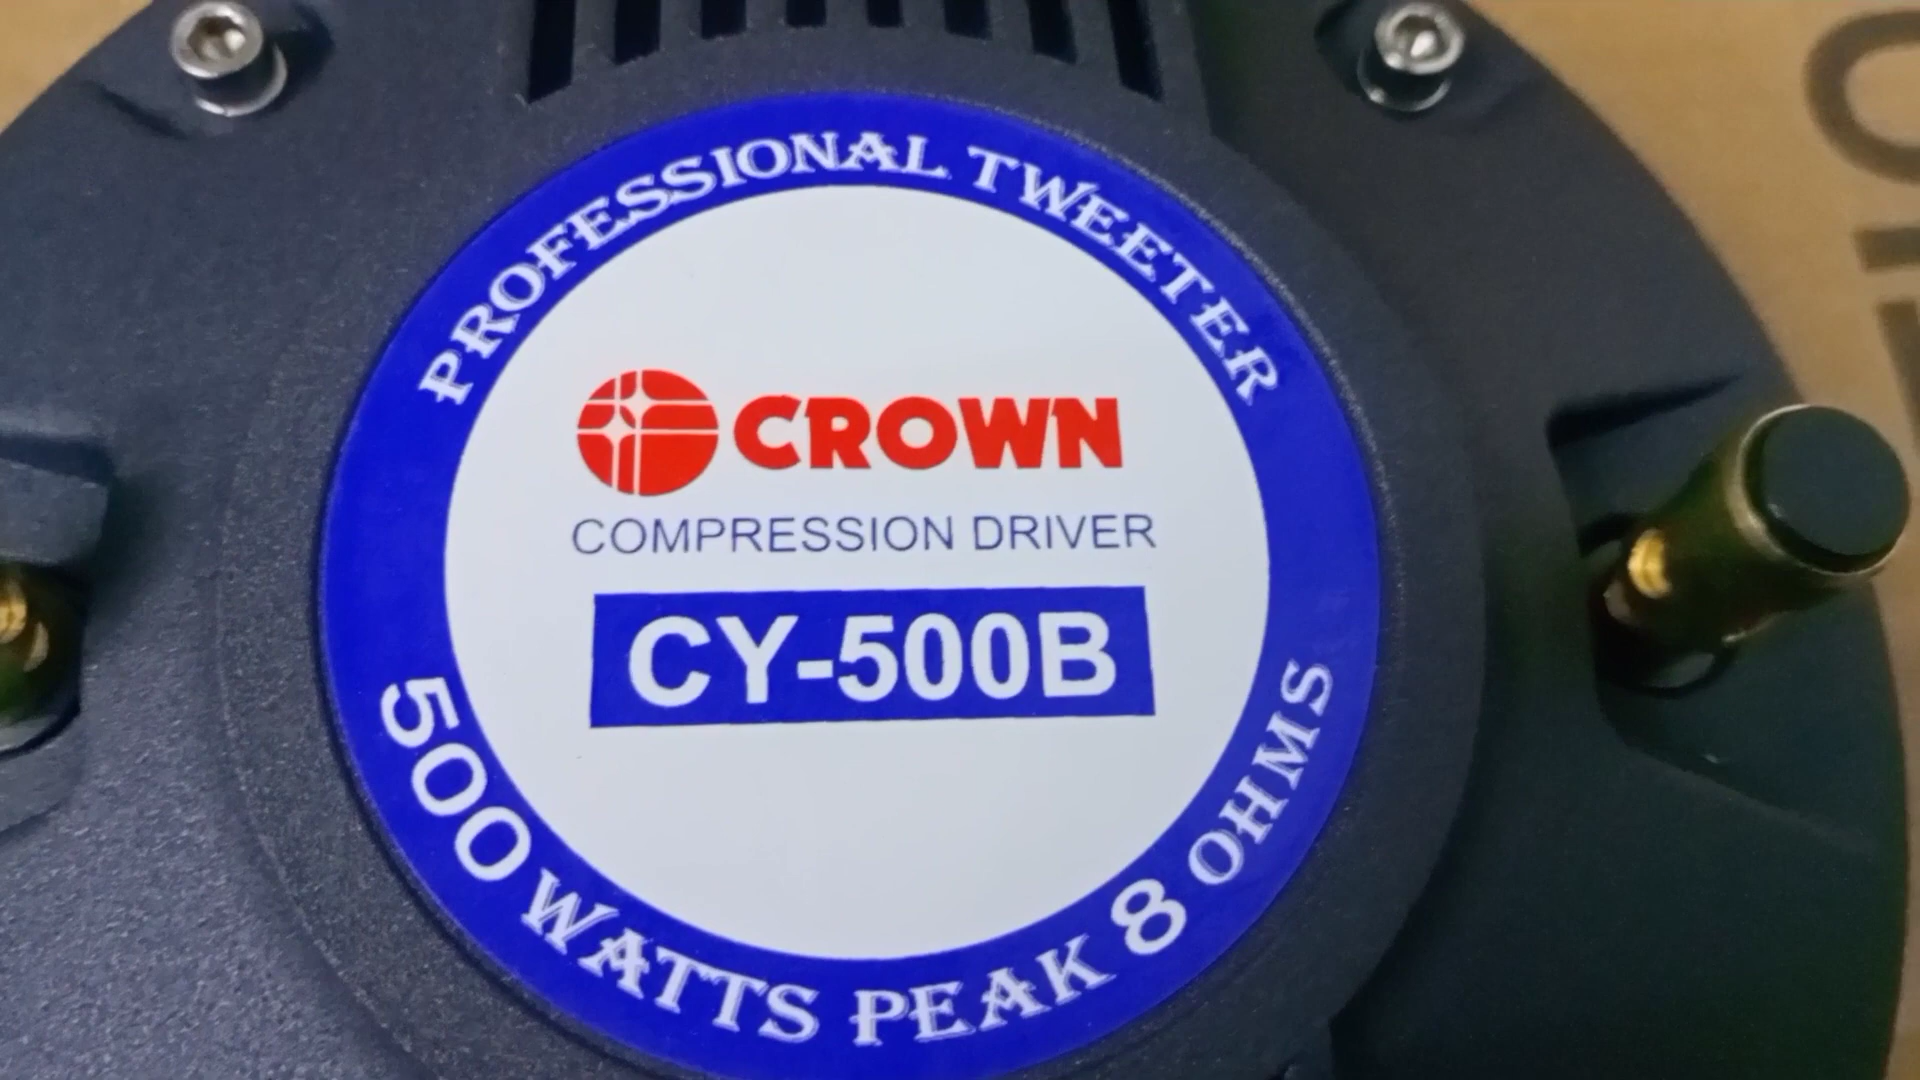 PROFESSIONAL TWEETER
CROWN
COMPRESSION DRIVER
CY-500B
500 WATTS PEAK 8 OHMS